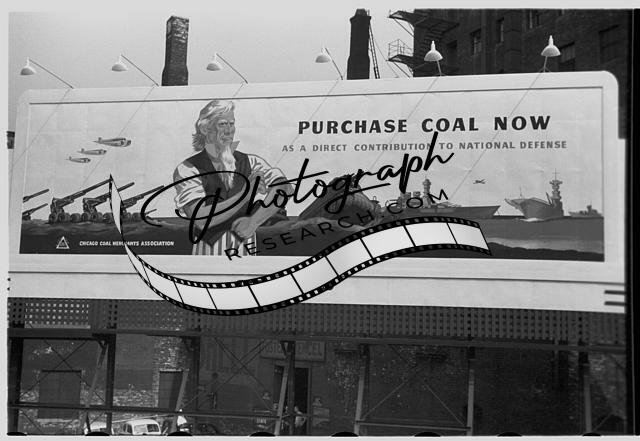 PURCHASE COAL NOW
AS A DIRECT CONTRIBUTION TO NATIONAL DEFENSE
Photograph
RESEARCH.COM
CHICAGO COAL MERCHANTS ASSOCIATION